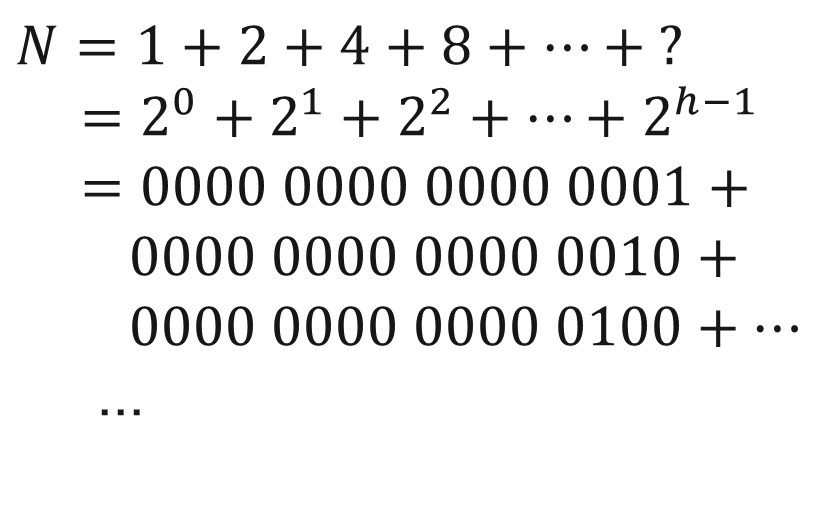 N = 1 + 2 + 4 + 8 + ⋯ + ?
= 2⁰ + 2¹ + 2² + ⋯ + 2ʰ⁻¹
= 0000 0000 0000 0001 +
0000 0000 0000 0010 +
0000 0000 0000 0100 + ⋯
...